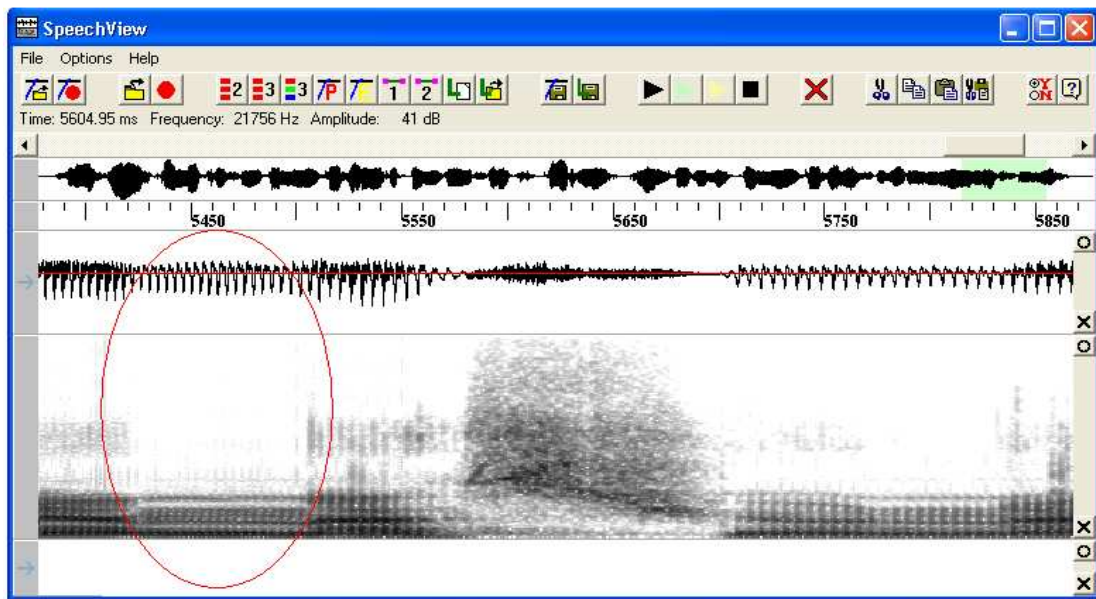 SpeechView
File Options Help
2 3 3 P F 1 2
Time: 5604.95 ms Frequency: 21756 Hz Amplitude: 41 dB
5450 5550 5650 5750 5850